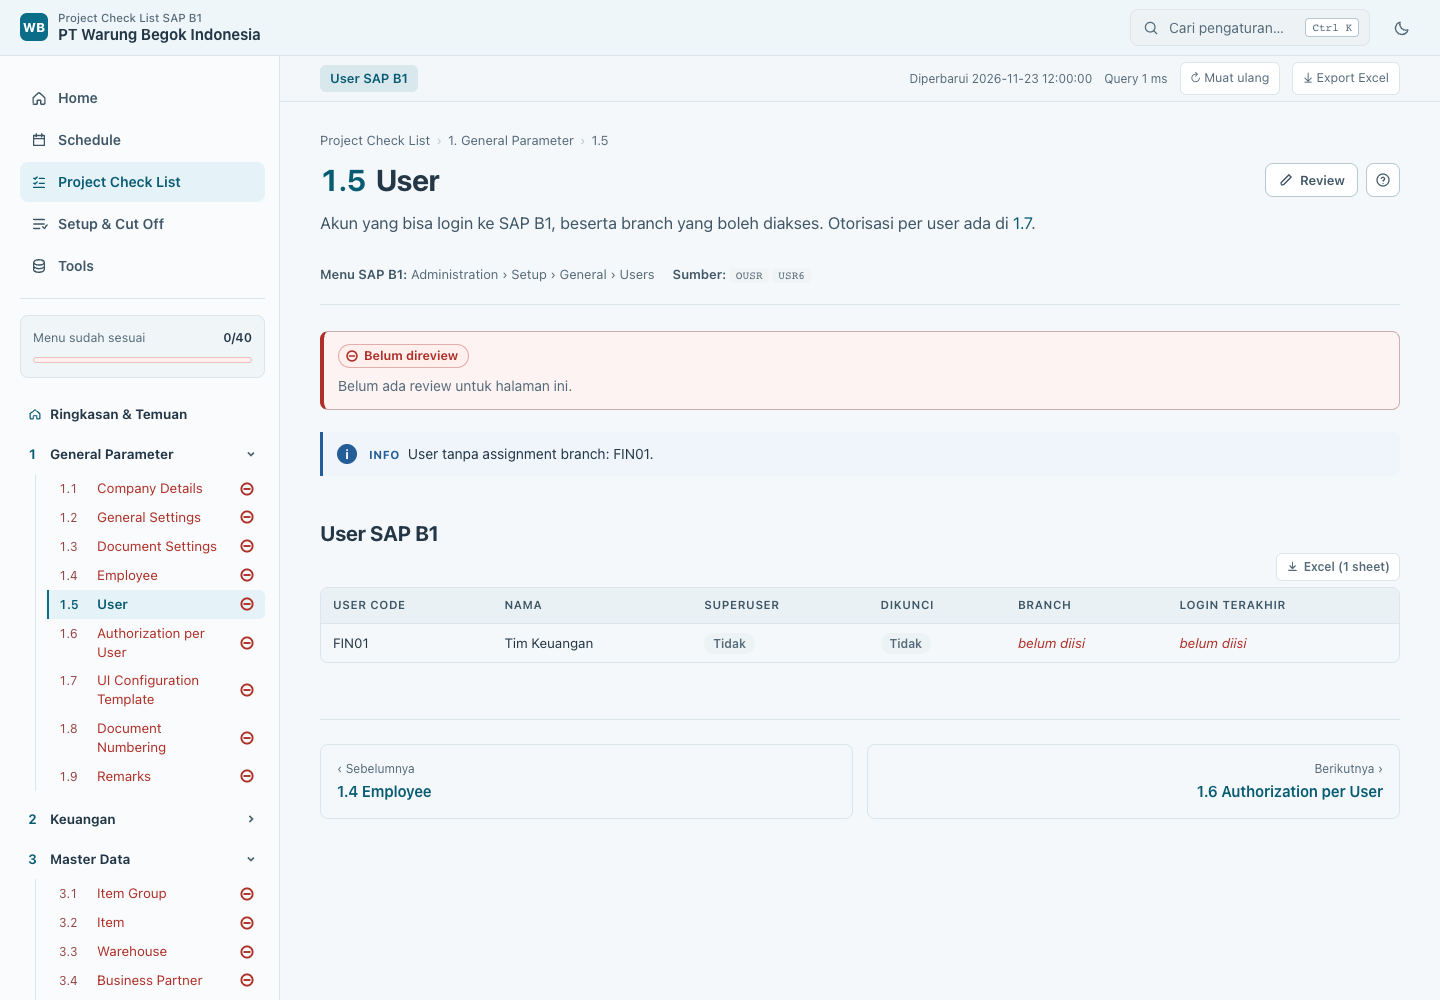 WB
Project Check List SAP B1
PT Warung Begok Indonesia
Cari pengaturan...
Ctrl K
Home
Schedule
Project Check List
Setup & Cut Off
Tools
Menu sudah sesuai
0/40
Ringkasan & Temuan
1 General Parameter
1.1 Company Details
1.2 General Settings
1.3 Document Settings
1.4 Employee
1.5 User
1.6 Authorization per
User
1.7 UI Configuration
Template
1.8 Document
Numbering
1.9 Remarks
2 Keuangan
3 Master Data
3.1 Item Group
3.2 Item
3.3 Warehouse
3.4 Business Partner
User SAP B1
Diperbarui 2026-11-23 12:00:00
Query 1 ms
Muat ulang
Export Excel
Project Check List › 1. General Parameter › 1.5
1.5 User
Review
Akun yang bisa login ke SAP B1, beserta branch yang boleh diakses. Otorisasi per user ada di 1.7.
Menu SAP B1: Administration › Setup › General › Users Sumber: OUSR USR6
Belum direview
Belum ada review untuk halaman ini.
INFO User tanpa assignment branch: FIN01.
User SAP B1
Excel (1 sheet)
USER CODE NAMA SUPERUSER DIKUNCI BRANCH LOGIN TERAKHIR
FIN01 Tim Keuangan Tidak Tidak belum diisi belum diisi
‹ Sebelumnya
1.4 Employee
Berikutnya ›
1.6 Authorization per User